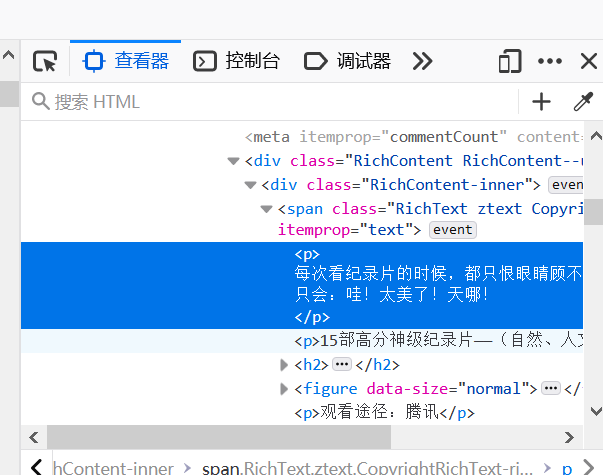 查看器 控制台 调试器
搜索 HTML
<meta itemprop="commentCount" content=
<div class="RichContent RichContent--
<div class="RichContent-inner"> even
<span class="RichText ztext Copyri
itemprop="text"> event
<p>
每次看纪录片的时候，都只恨眼睛顾不
只会：哇！太美了！天哪！
</p>
<p>15部高分神级纪录片——（自然、人文
<h2>…</h2>
<figure data-size="normal">…</
<p>观看途径：腾讯</p>
hContent-inner > span.RichText.ztext.CopyrightRichText-ri… > p